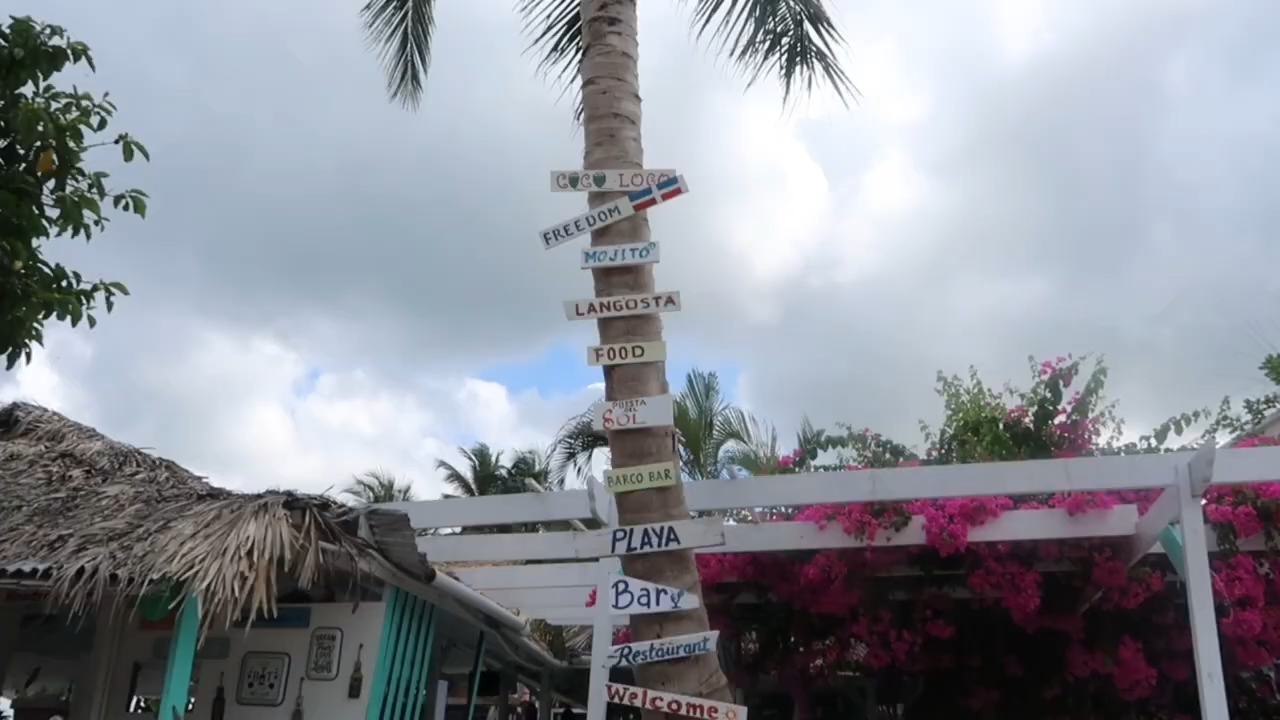 COCO LOCO
FREEDOM
MOJITO
LANGOSTA
FOOD
PUESTA
DEL
SOL
BARCO BAR
PLAYA
Bar
Restaurant
Welcome